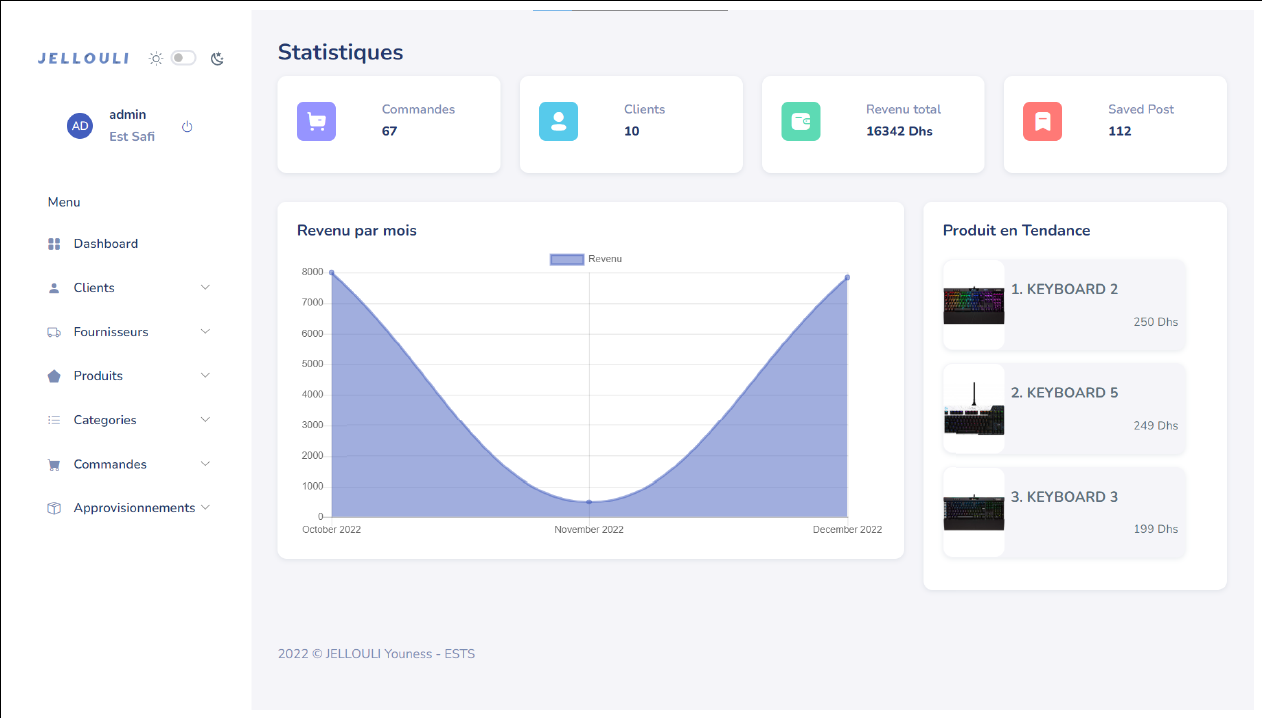 JELLOULI
AD
admin
Est Safi
Menu
Dashboard
Clients
Fournisseurs
Produits
Categories
Commandes
Approvisionnements
Statistiques
Commandes
67
Clients
10
Revenu total
16342 Dhs
Saved Post
112
Revenu par mois
Revenu
8000
7000
6000
5000
4000
3000
2000
1000
0
October 2022
November 2022
December 2022
Produit en Tendance
1. KEYBOARD 2
250 Dhs
2. KEYBOARD 5
249 Dhs
3. KEYBOARD 3
199 Dhs
2022 © JELLOULI Youness - ESTS